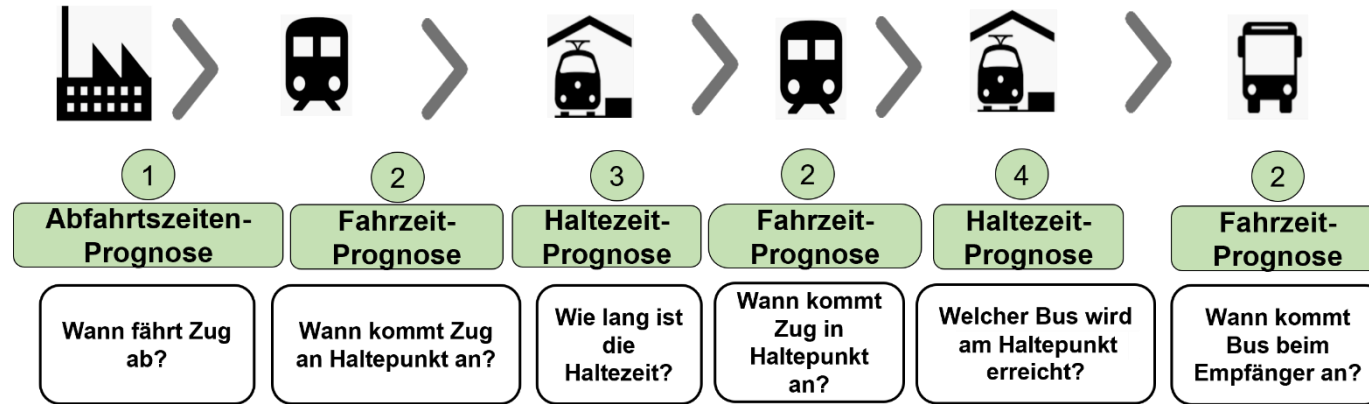 1
Abfahrtszeiten-
Prognose
Wann fährt Zug
ab?
2
Fahrzeit-
Prognose
Wann kommt Zug
an Haltepunkt an?
3
Haltezeit-
Prognose
Wie lang ist
die
Haltezeit?
2
Fahrzeit-
Prognose
Wann kommt
Zug in
Haltepunkt
an?
4
Haltezeit-
Prognose
Welcher Bus wird
am Haltepunkt
erreicht?
2
Fahrzeit-
Prognose
Wann kommt
Bus beim
Empfänger an?